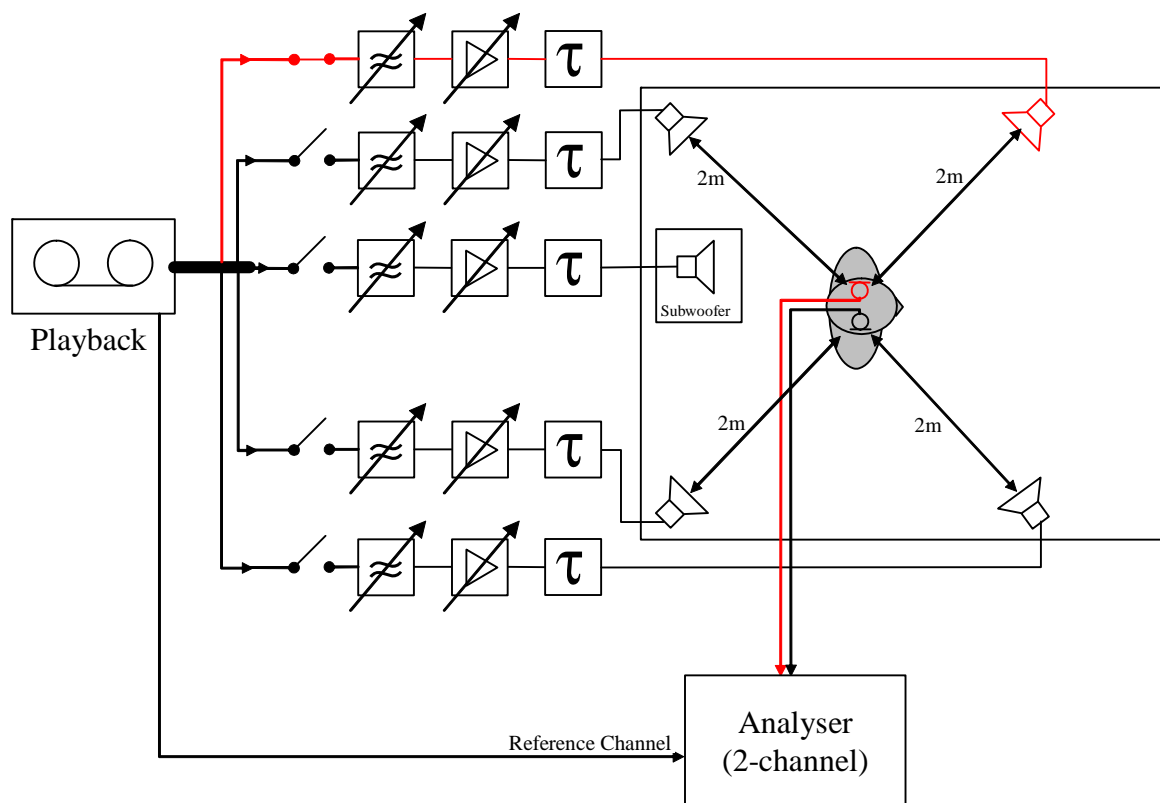 τ
τ
2m
2m
τ
Subwoofer
Playback
2m
2m
τ
τ
Analyser
(2-channel)
Reference Channel